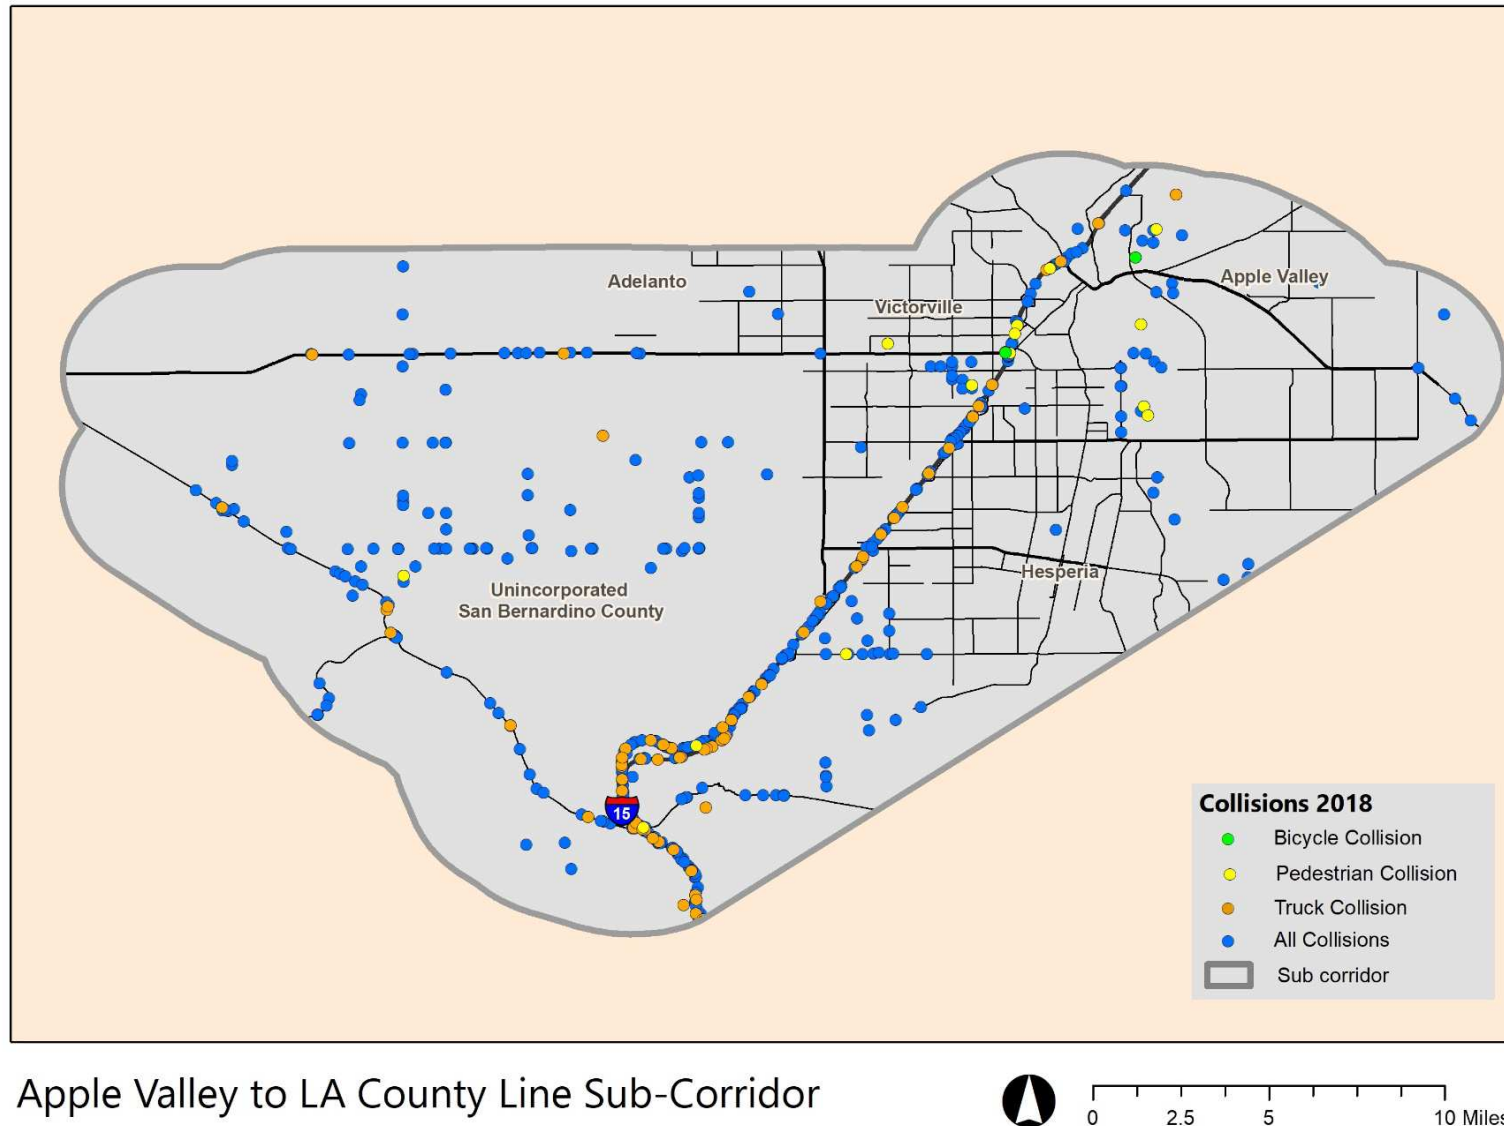 Adelanto
Apple Valley
Victorville
Unincorporated
San Bernardino County
Hesperia
15
Collisions 2018
Bicycle Collision
Pedestrian Collision
Truck Collision
All Collisions
Sub corridor
Apple Valley to LA County Line Sub-Corridor
0 2.5 5 10 Miles